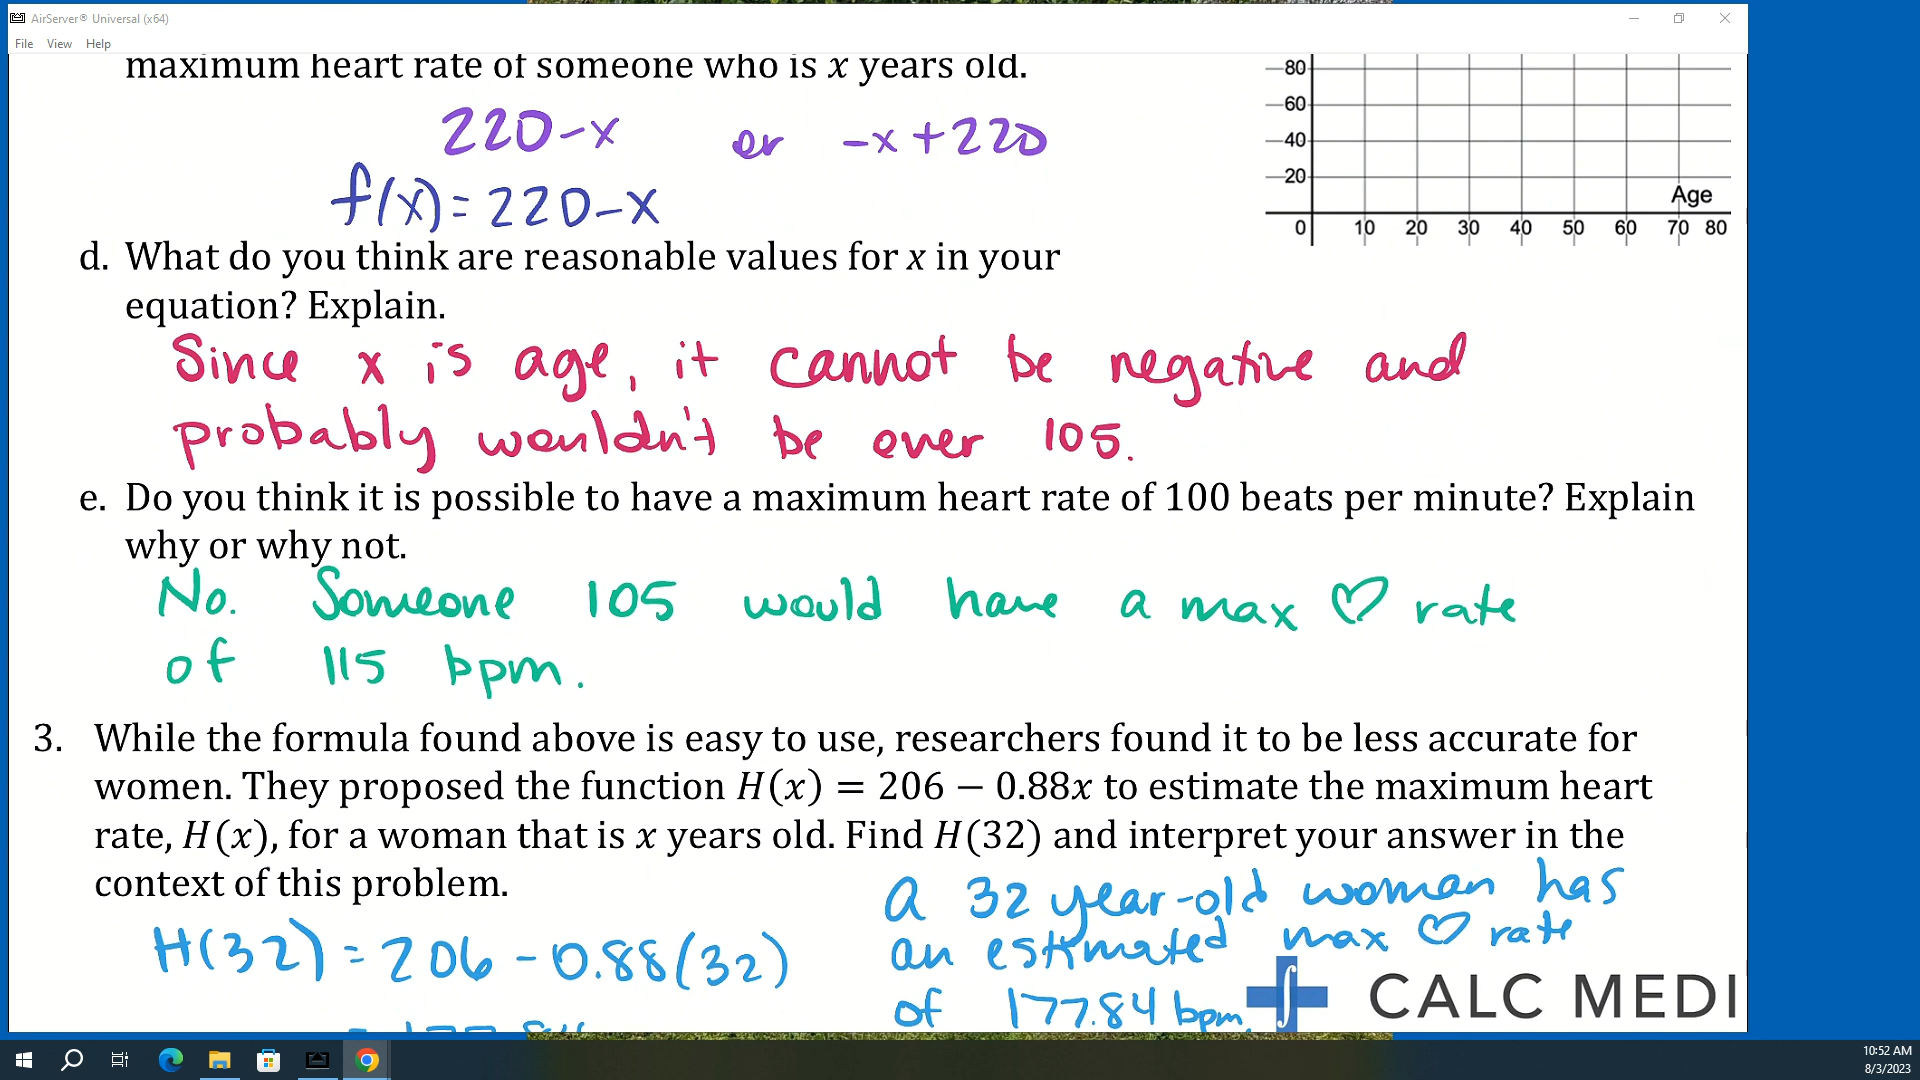 AirServer® Universal (x64)
File View Help
maximum heart rate of someone who is x years old.
220-x or -x+220
f(x)=220-x
80
60
40
20
Age
0 10 20 30 40 50 60 70 80
d. What do you think are reasonable values for x in your
equation? Explain.
Since x is age, it cannot be negative and
probably wouldn't be over 105.
e. Do you think it is possible to have a maximum heart rate of 100 beats per minute? Explain
why or why not.
No. Someone 105 would have a max ♡ rate
of 115 bpm.
3. While the formula found above is easy to use, researchers found it to be less accurate for
women. They proposed the function H(x) = 206 − 0.88x to estimate the maximum heart
rate, H(x), for a woman that is x years old. Find H(32) and interpret your answer in the
context of this problem.
H(32) = 206 - 0.88(32)
a 32 year-old woman has
an estimated max ♡ rate
of 177.84 bpm.
CALC MEDI
10:52 AM
8/3/2023